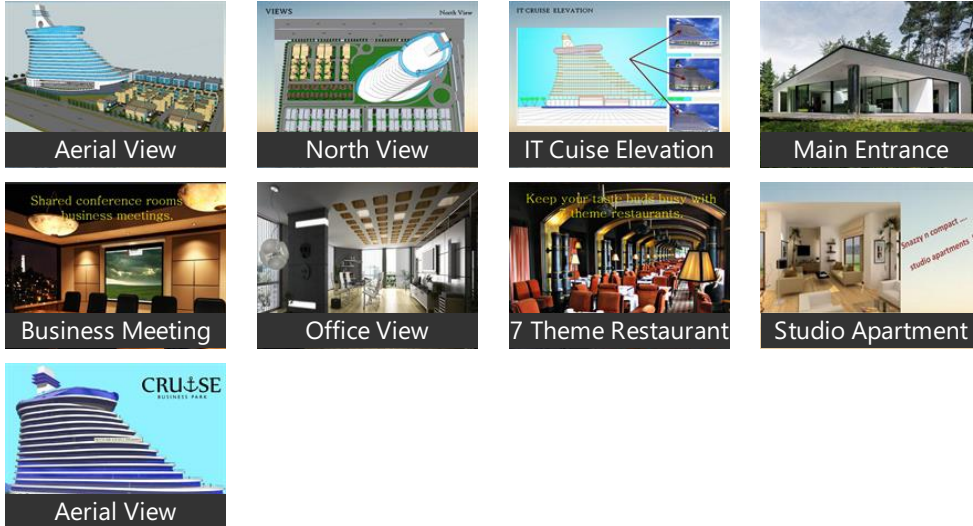 VIEWS
North View
IT CRUISE ELEVATION
Aerial View
North View
IT Cuise Elevation
Main Entrance
Shared conference rooms
business meetings.
Keep your taste buds busy with
7 theme restaurants.
Snazzy n compact ....
studio apartments
Business Meeting
Office View
7 Theme Restaurant
Studio Apartment
CRUISE
BUSINESS PARK
Aerial View